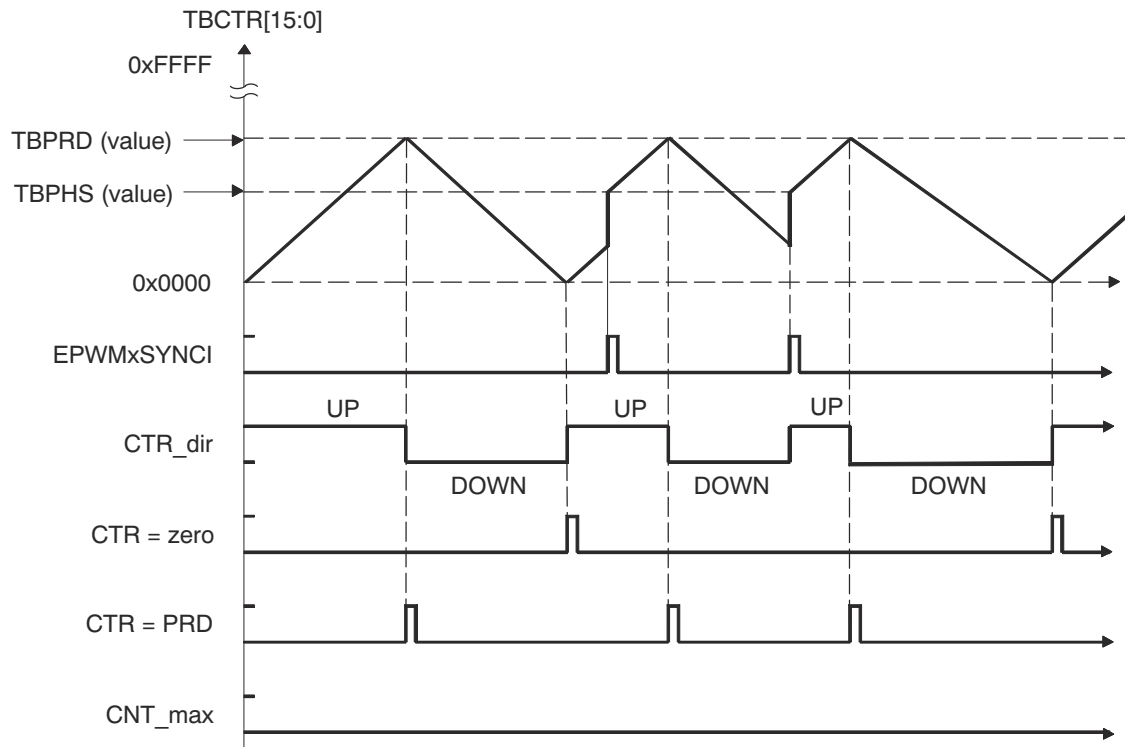 TBCTR[15:0]
0xFFFF
TBPRD (value)
TBPHS (value)
0x0000
EPWMxSYNCI
UP UP UP
CTR_dir
DOWN DOWN DOWN
CTR = zero
CTR = PRD
CNT_max